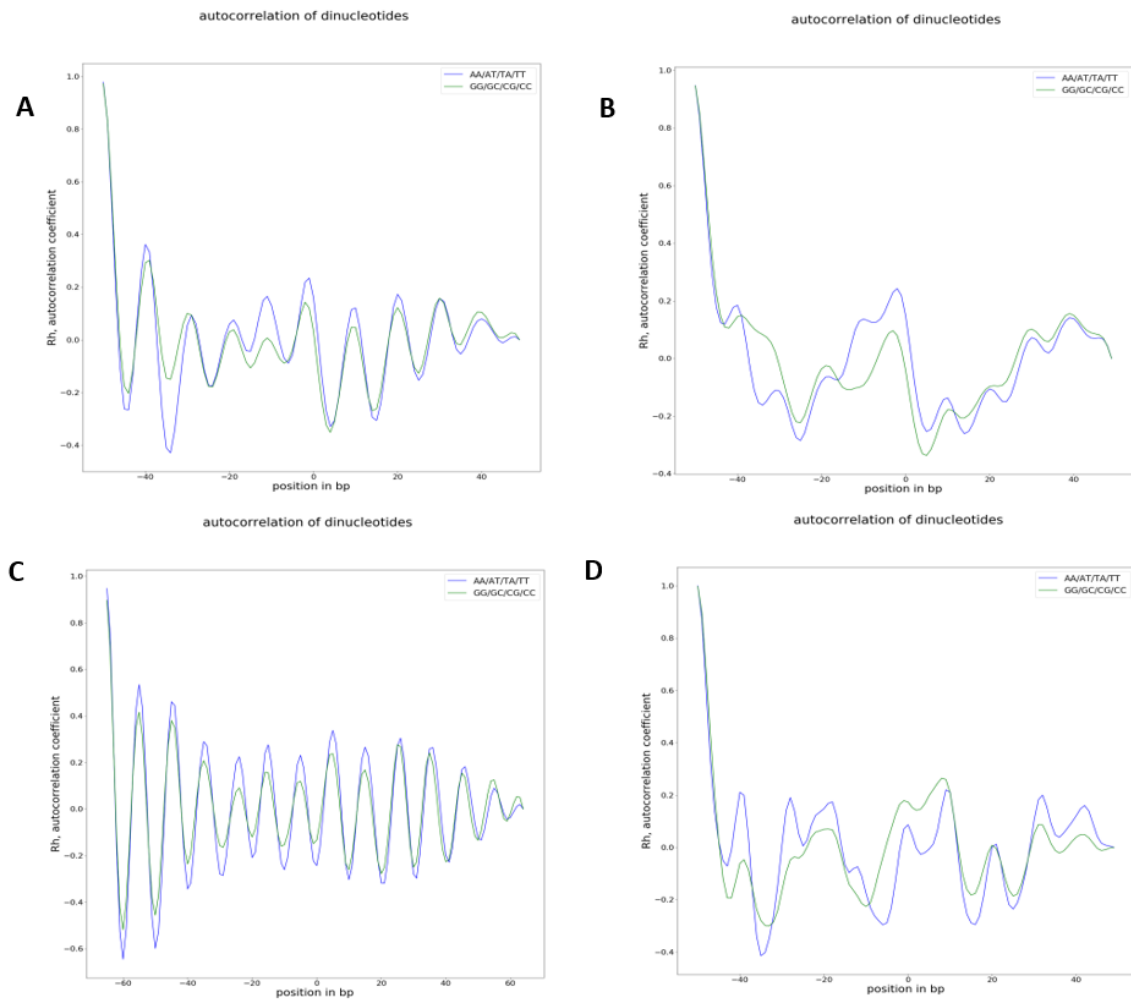 autocorrelation of dinucleotides
A
AA/AT/TA/TT
GG/GC/CG/CC
1.0
0.8
0.6
0.4
0.2
0.0
−0.2
−0.4
Rh, autocorrelation coefficient
−40
−20
0
20
40
position in bp
autocorrelation of dinucleotides
B
AA/AT/TA/TT
GG/GC/CG/CC
1.0
0.8
0.6
0.4
0.2
0.0
−0.2
−0.4
Rh, autocorrelation coefficient
−40
−20
0
20
40
position in bp
autocorrelation of dinucleotides
C
AA/AT/TA/TT
GG/GC/CG/CC
1.0
0.8
0.6
0.4
0.2
0.0
−0.2
−0.4
−0.6
Rh, autocorrelation coefficient
−60
−40
−20
0
20
40
60
position in bp
autocorrelation of dinucleotides
D
AA/AT/TA/TT
GG/GC/CG/CC
1.0
0.8
0.6
0.4
0.2
0.0
−0.2
−0.4
Rh, autocorrelation coefficient
−40
−20
0
20
40
position in bp